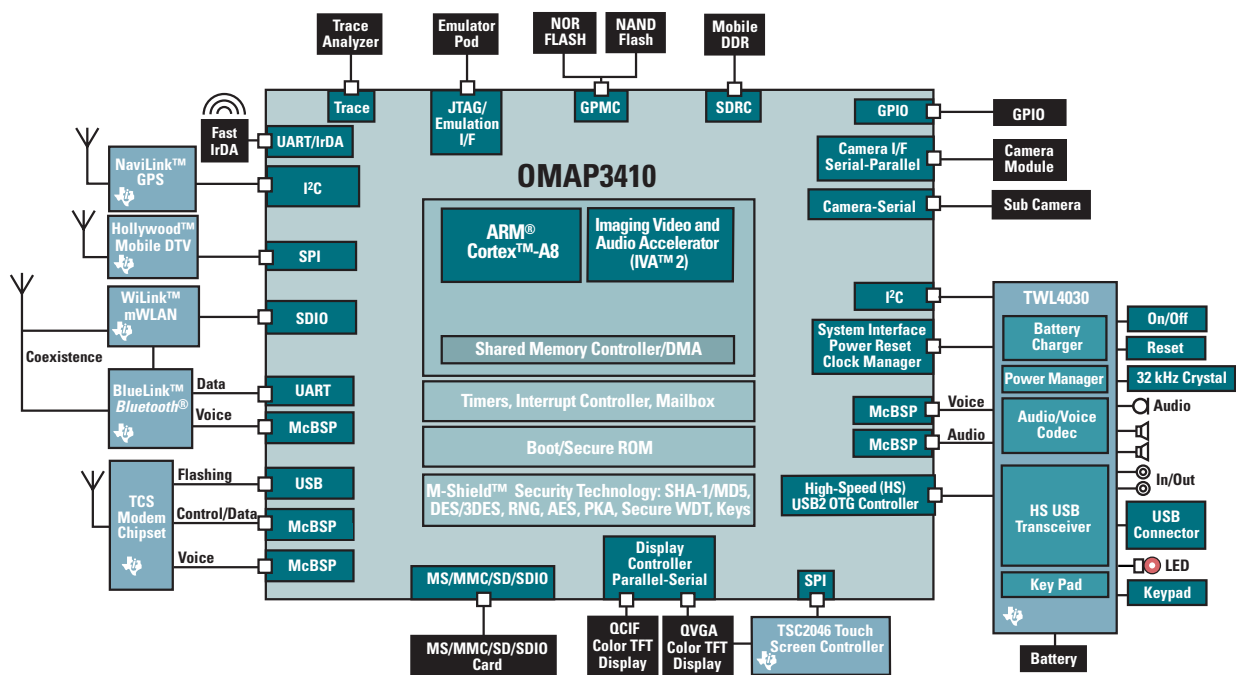 Trace
Analyzer
Emulator
Pod
NOR
FLASH
NAND
Flash
Mobile
DDR
Trace
JTAG/
Emulation
I/F
GPMC
SDRC
GPIO
GPIO
Fast
IrDA
UART/IrDA
Camera I/F
Serial-Parallel
Camera
Module
NaviLink™
GPS
I²C
OMAP3410
Camera-Serial
Sub Camera
Hollywood™
Mobile DTV
SPI
ARM®
Cortex™-A8
Imaging Video and
Audio Accelerator
(IVA™ 2)
WiLink™
mWLAN
SDIO
Coexistence
I²C
TWL4030
System Interface
Power Reset
Clock Manager
Battery
Charger
On/Off
Reset
Shared Memory Controller/DMA
Power Manager
32 kHz Crystal
BlueLink™
Bluetooth®
Data
UART
Voice
McBSP
Timers, Interrupt Controller, Mailbox
McBSP
Voice
McBSP
Audio
Audio/Voice
Codec
Audio
Boot/Secure ROM
TCS
Modem
Chipset
Flashing
USB
Control/Data
McBSP
Voice
McBSP
M-Shield™ Security Technology: SHA-1/MD5,
DES/3DES, RNG, AES, PKA, Secure WDT, Keys
High-Speed (HS)
USB2 OTG Controller
HS USB
Transceiver
In/Out
USB
Connector
LED
Key Pad
Keypad
MS/MMC/SD/SDIO
Display
Controller
Parallel-Serial
SPI
MS/MMC/SD/SDIO
Card
QCIF
Color TFT
Display
QVGA
Color TFT
Display
TSC2046 Touch
Screen Controller
Battery